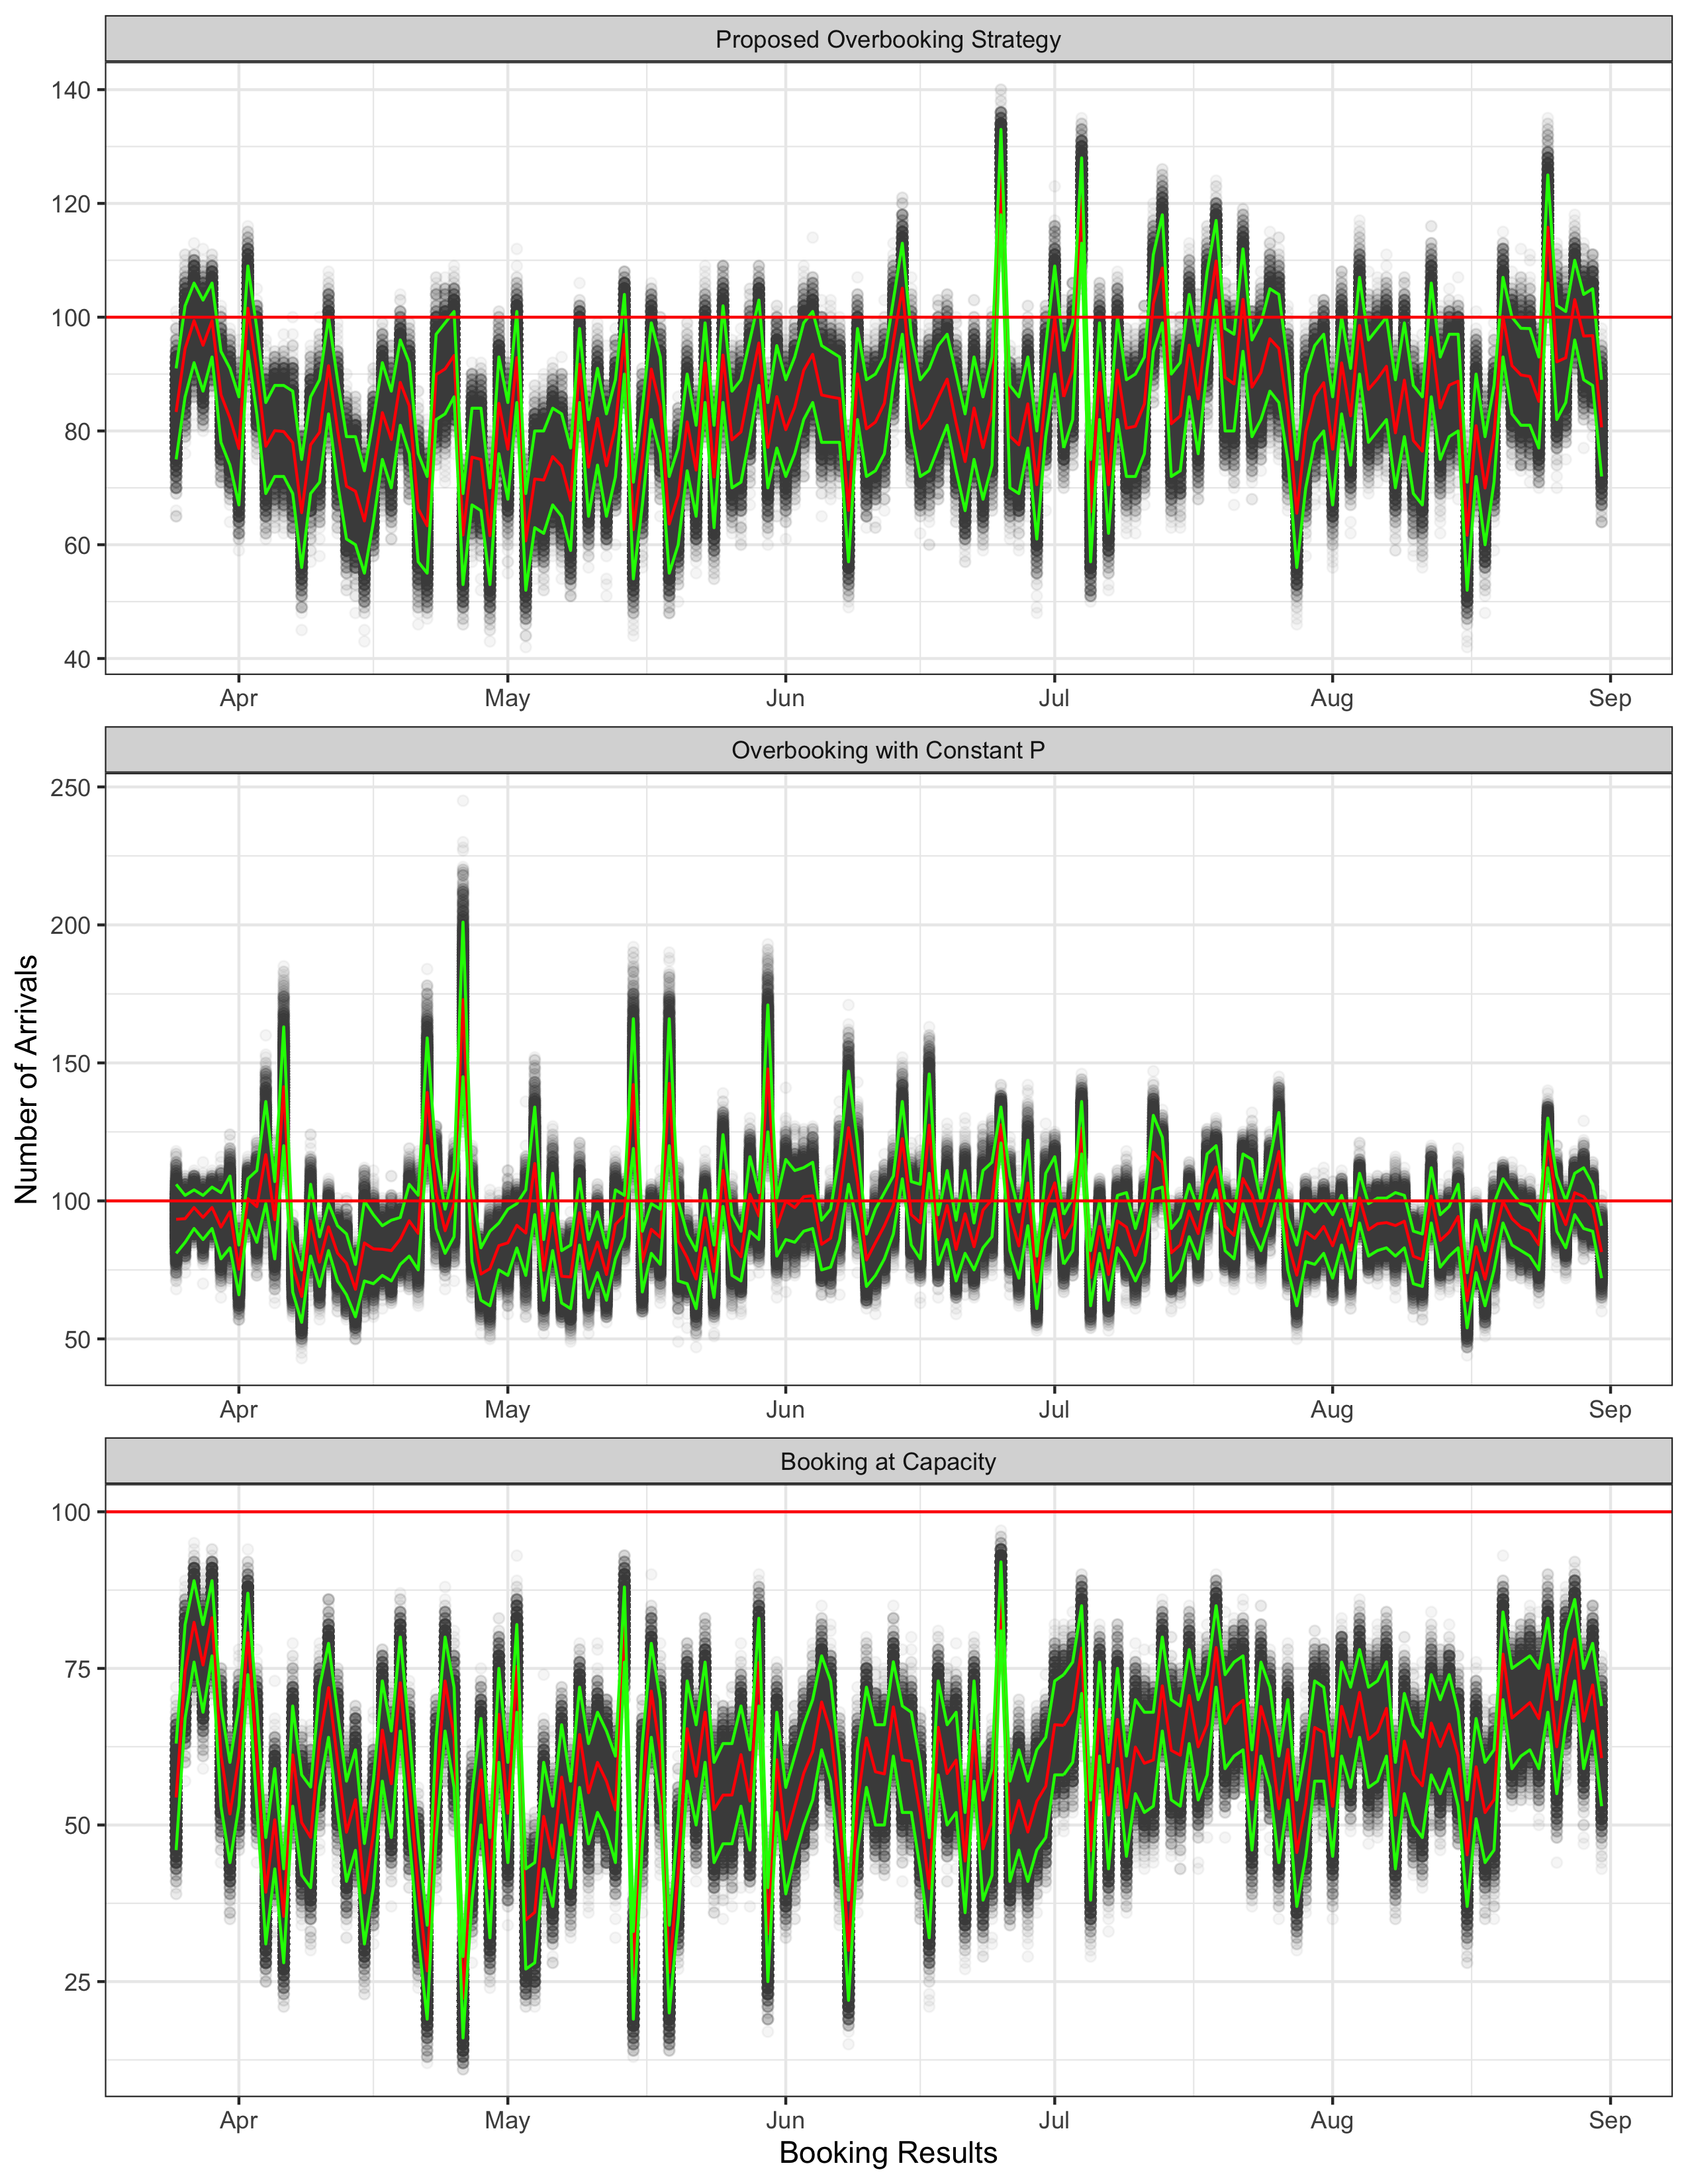 Proposed Overbooking Strategy
140
120
100
80
60
40
Apr May Jun Jul Aug Sep
Overbooking with Constant P
250
200
150
100
50
Apr May Jun Jul Aug Sep
Booking at Capacity
100
75
50
25
Apr May Jun Jul Aug Sep
Number of Arrivals
Booking Results